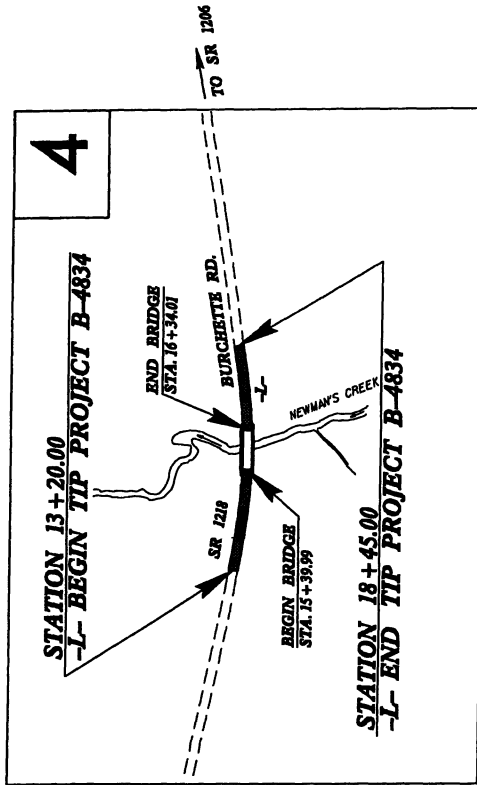 4
STATION 13+20.00
-L- BEGIN TIP PROJECT B-4834
END BRIDGE
STA. 16+34.01
BURCHETTE RD.
TO SR 1206
-L-
SR 1218
NEWMAN'S CREEK
BEGIN BRIDGE
STA. 15+39.99
STATION 18+45.00
-L- END TIP PROJECT B-4834